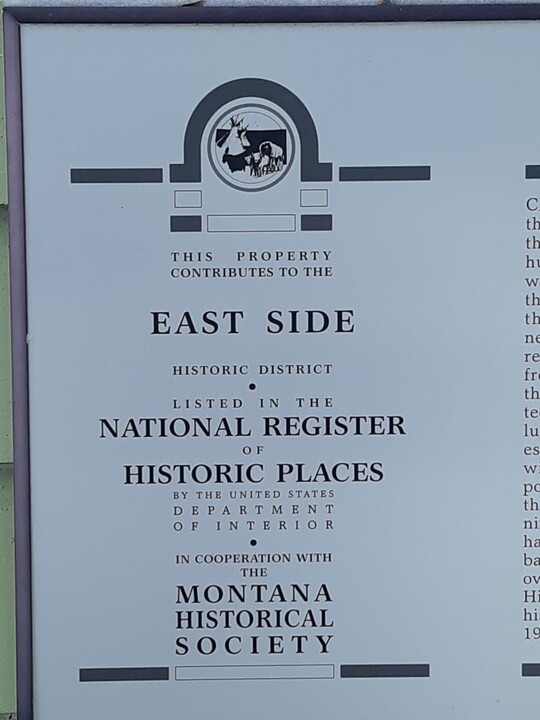 THIS PROPERTY
CONTRIBUTES TO THE
EAST SIDE
HISTORIC DISTRICT
•
LISTED IN THE
NATIONAL REGISTER
OF
HISTORIC PLACES
BY THE UNITED STATES
DEPARTMENT
OF INTERIOR
•
IN COOPERATION WITH
THE
MONTANA
HISTORICAL
SOCIETY